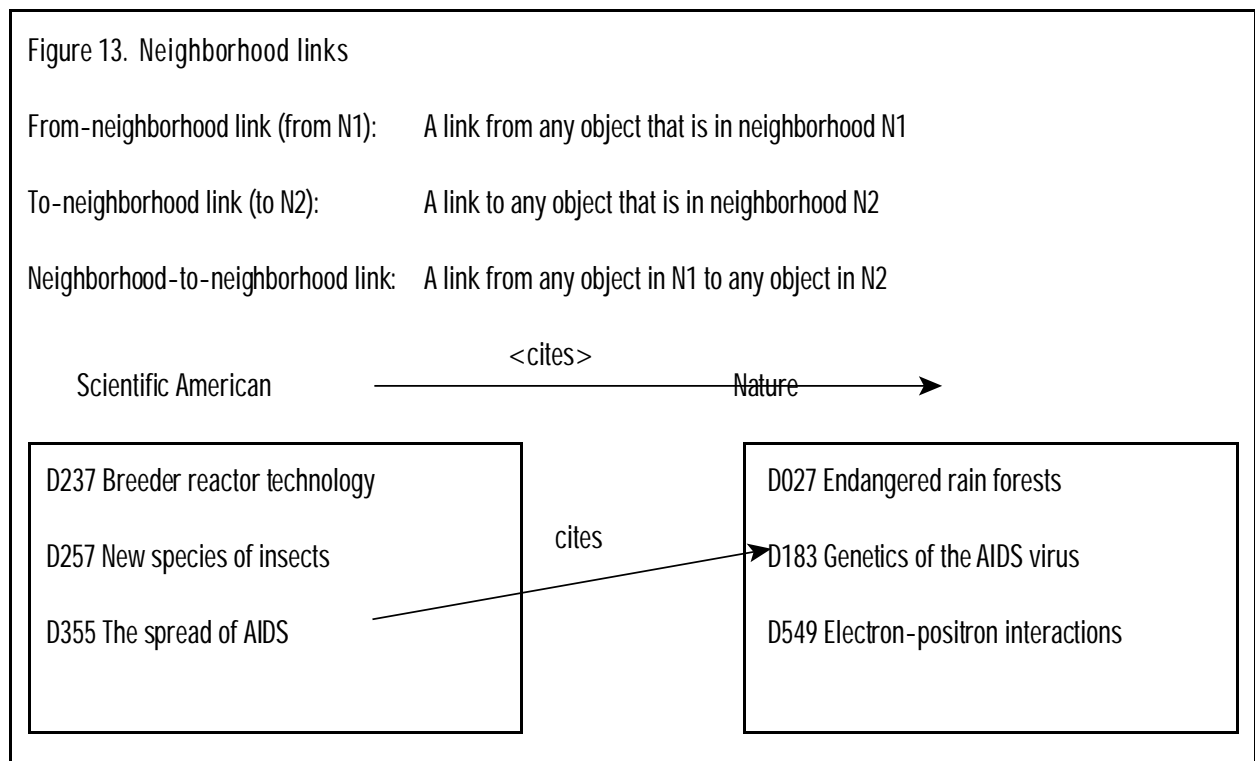 Figure 13. Neighborhood links
From-neighborhood link (from N1): A link from any object that is in neighborhood N1
To-neighborhood link (to N2): A link to any object that is in neighborhood N2
Neighborhood-to-neighborhood link: A link from any object in N1 to any object in N2
<cites>
Scientific American Nature
D237 Breeder reactor technology
D257 New species of insects
D355 The spread of AIDS
cites
D027 Endangered rain forests
D183 Genetics of the AIDS virus
D549 Electron-positron interactions